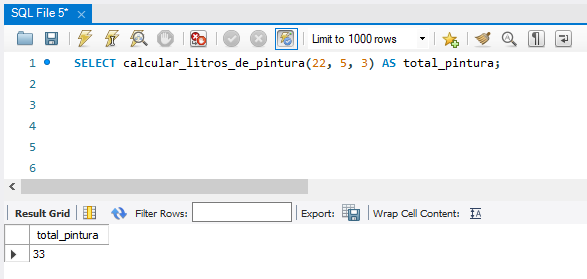 SQL File 5*
Limit to 1000 rows
1 SELECT calcular_litros_de_pintura(22, 5, 3) AS total_pintura;
2
3
4
5
6
Result Grid Filter Rows: Export: Wrap Cell Content:
total_pintura
33